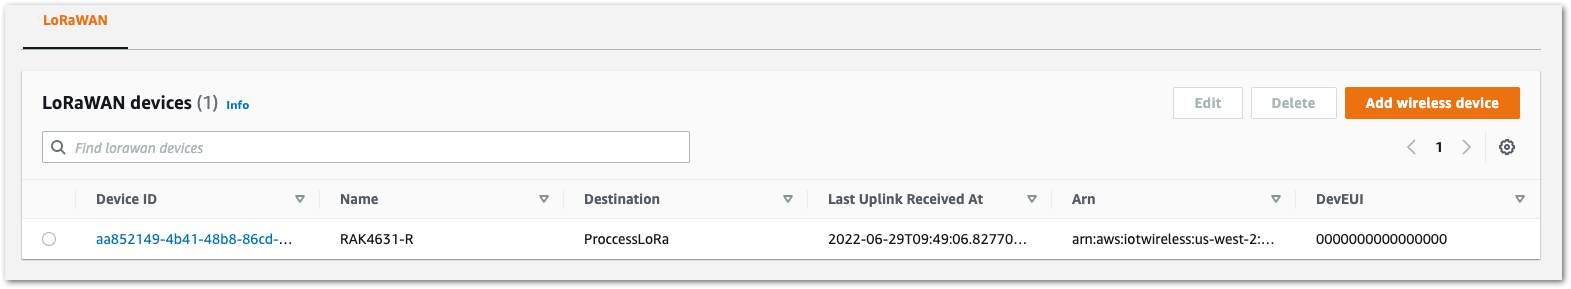 LoRaWAN
LoRaWAN devices (1) Info
Edit Delete Add wireless device
Find lorawan devices
1
Device ID Name Destination Last Uplink Received At Arn DevEUI
aa852149-4b41-48b8-86cd-... RAK4631-R ProccessLoRa 2022-06-29T09:49:06.82770... arn:aws:iotwireless:us-west-2:... 0000000000000000